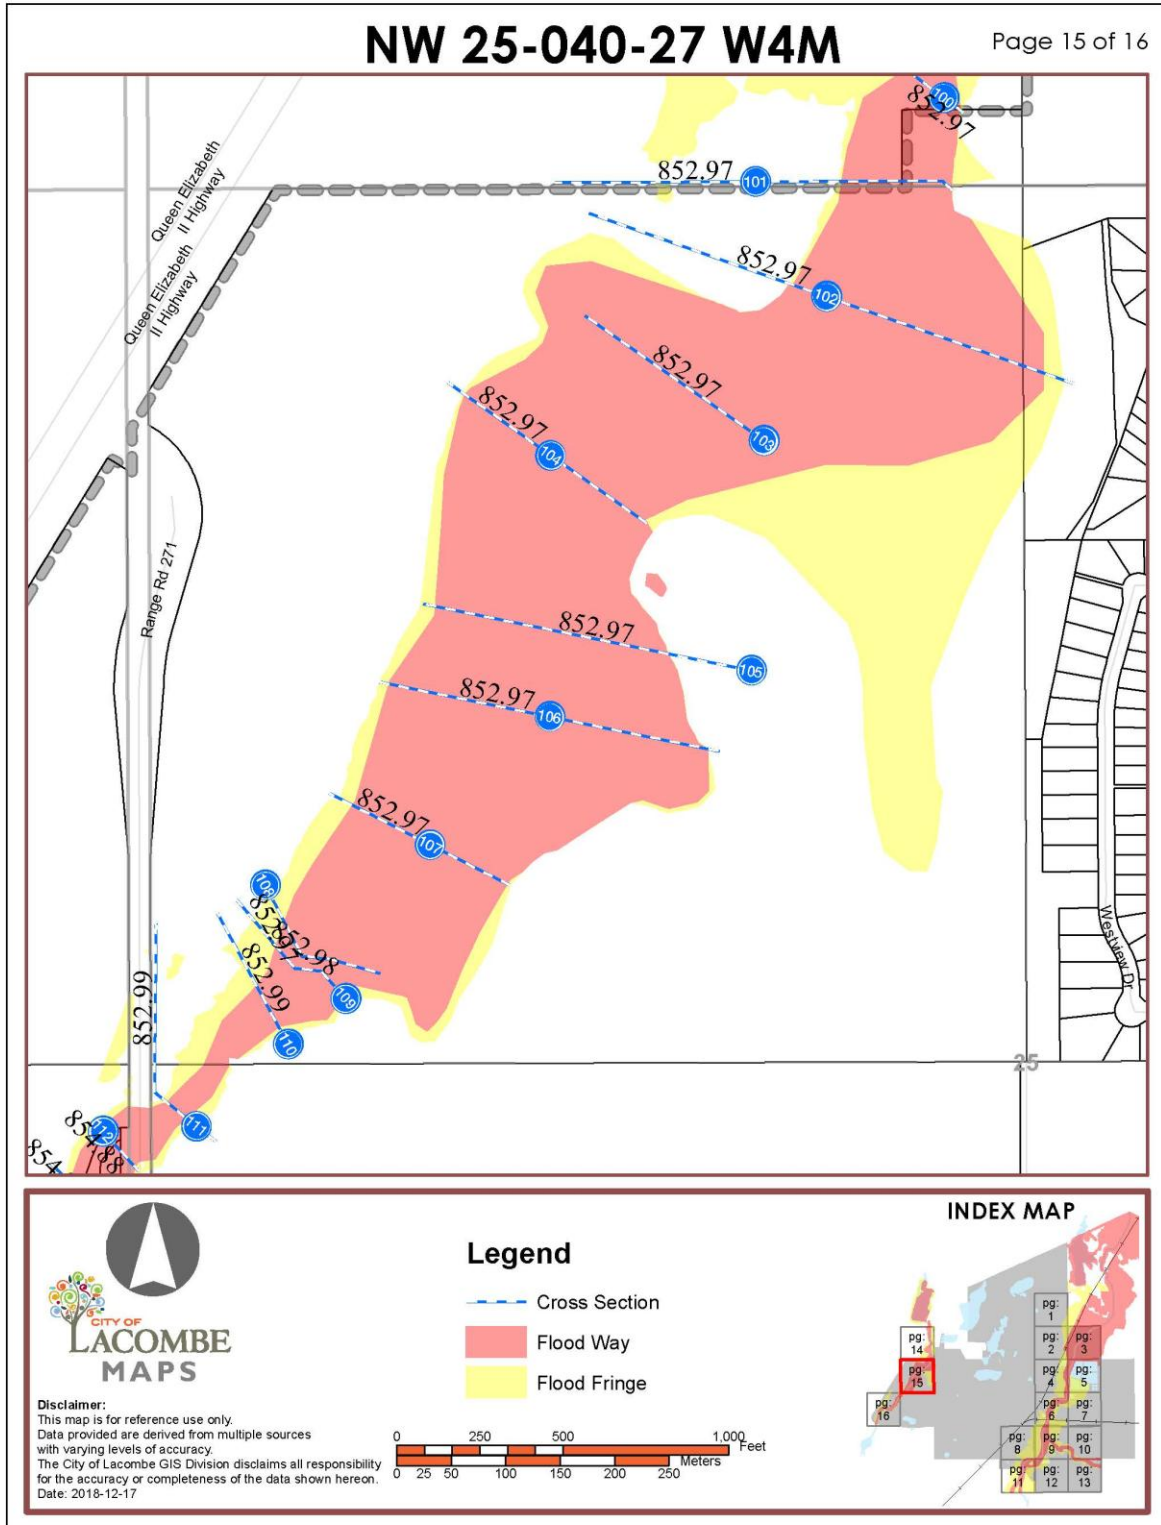 NW 25-040-27 W4M
Page 15 of 16
100
852.97
852.97
101
Queen Elizabeth
II Highway
Queen Elizabeth
II Highway
852.97
102
852.97
103
852.97
104
Range Rd 271
852.97
105
852.97
106
852.97
107
108
852.97
852.98
109
852.99
110
852.99
111
112
854.88
854
Westview Dr
25
CITY OF
LACOMBE
MAPS
Disclaimer:
This map is for reference use only.
Data provided are derived from multiple sources
with varying levels of accuracy.
The City of Lacombe GIS Division disclaims all responsibility
for the accuracy or completeness of the data shown hereon.
Date: 2018-12-17
Legend
Cross Section
Flood Way
Flood Fringe
0 250 500 1,000
Feet
Meters
0 25 50 100 150 200 250
INDEX MAP
pg:
1
pg:
2
pg:
3
pg:
4
pg:
5
pg:
6
pg:
7
pg:
8
pg:
9
pg:
10
pg:
11
pg:
12
pg:
13
pg:
14
pg:
15
pg:
16